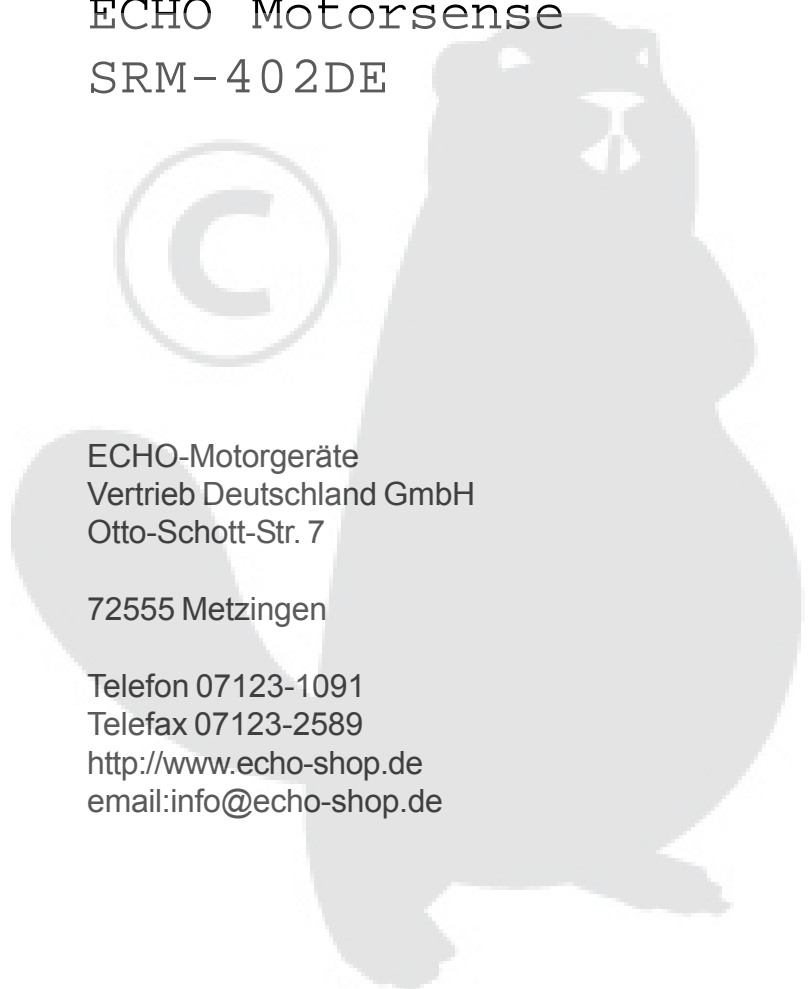 ECHO Motorsense
SRM-402DE
©
ECHO-Motorgeräte
Vertrieb Deutschland GmbH
Otto-Schott-Str. 7
72555 Metzingen
Telefon 07123-1091
Telefax 07123-2589
http://www.echo-shop.de
email:info@echo-shop.de